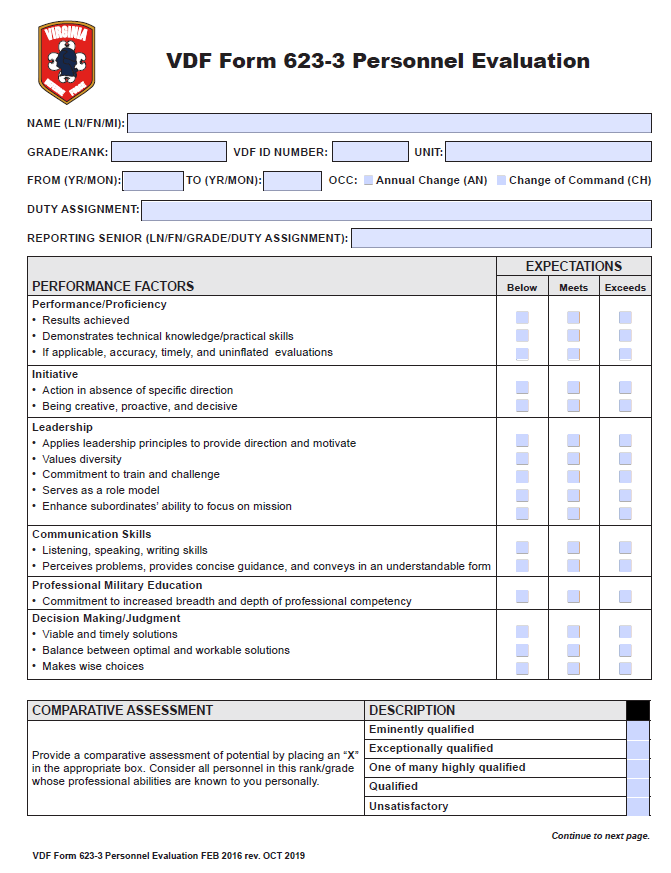 VIRGINIA
VDF Form 623-3 Personnel Evaluation
NAME (LN/FN/MI):
GRADE/RANK: VDF ID NUMBER: UNIT:
FROM (YR/MON): TO (YR/MON): OCC: Annual Change (AN) Change of Command (CH)
DUTY ASSIGNMENT:
REPORTING SENIOR (LN/FN/GRADE/DUTY ASSIGNMENT):
EXPECTATIONS
PERFORMANCE FACTORS Below Meets Exceeds
Performance/Proficiency
• Results achieved
• Demonstrates technical knowledge/practical skills
• If applicable, accuracy, timely, and uninflated evaluations
Initiative
• Action in absence of specific direction
• Being creative, proactive, and decisive
Leadership
• Applies leadership principles to provide direction and motivate
• Values diversity
• Commitment to train and challenge
• Serves as a role model
• Enhance subordinates' ability to focus on mission
Communication Skills
• Listening, speaking, writing skills
• Perceives problems, provides concise guidance, and conveys in an understandable form
Professional Military Education
• Commitment to increased breadth and depth of professional competency
Decision Making/Judgment
• Viable and timely solutions
• Balance between optimal and workable solutions
• Makes wise choices
COMPARATIVE ASSESSMENT DESCRIPTION
Provide a comparative assessment of potential by placing an “X”
in the appropriate box. Consider all personnel in this rank/grade
whose professional abilities are known to you personally.
Eminently qualified
Exceptionally qualified
One of many highly qualified
Qualified
Unsatisfactory
Continue to next page.
VDF Form 623-3 Personnel Evaluation FEB 2016 rev. OCT 2019